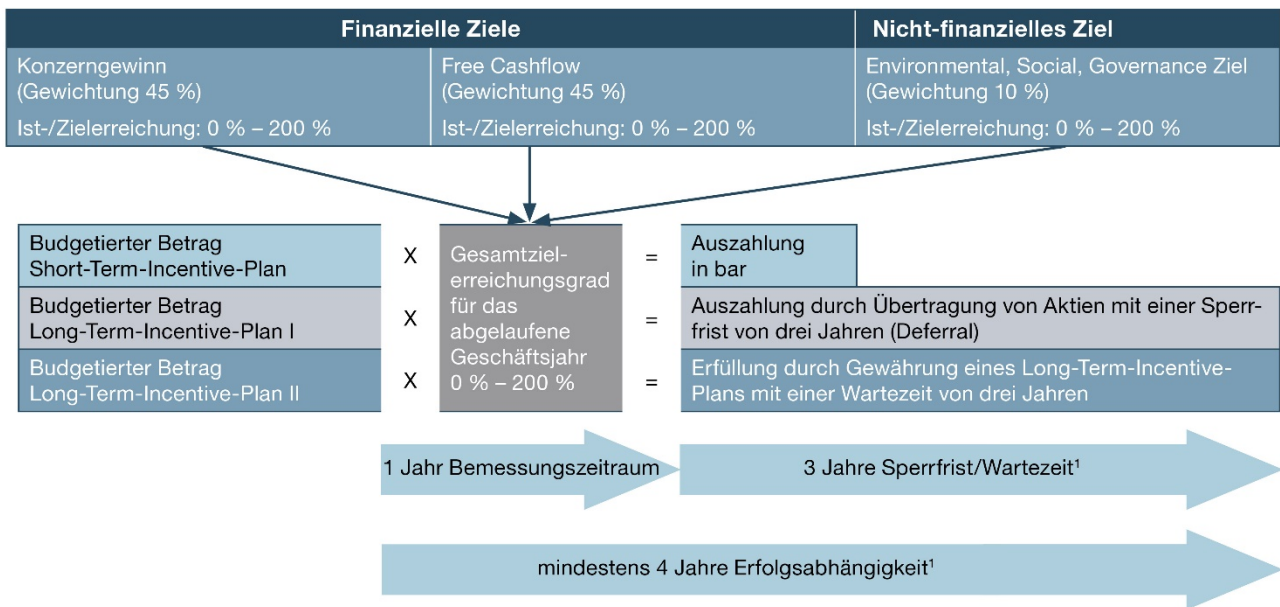 Finanzielle Ziele
Nicht-finanzielles Ziel
Konzerngewinn
(Gewichtung 45 %)
Ist-/Zielerreichung: 0 % – 200 %
Free Cashflow
(Gewichtung 45 %)
Ist-/Zielerreichung: 0 % – 200 %
Environmental, Social, Governance Ziel
(Gewichtung 10 %)
Ist-/Zielerreichung: 0 % – 200 %
Budgetierter Betrag
Short-Term-Incentive-Plan
X
Gesamtziel-
erreichungsgrad
für das
abgelaufene
Geschäftsjahr
0 % – 200 %
=
Auszahlung
in bar
Budgetierter Betrag
Long-Term-Incentive-Plan I
X
=
Auszahlung durch Übertragung von Aktien mit einer Sperr-
frist von drei Jahren (Deferral)
Budgetierter Betrag
Long-Term-Incentive-Plan II
X
=
Erfüllung durch Gewährung eines Long-Term-Incentive-
Plans mit einer Wartezeit von drei Jahren
1 Jahr Bemessungszeitraum
3 Jahre Sperrfrist/Wartezeit¹
mindestens 4 Jahre Erfolgsabhängigkeit¹